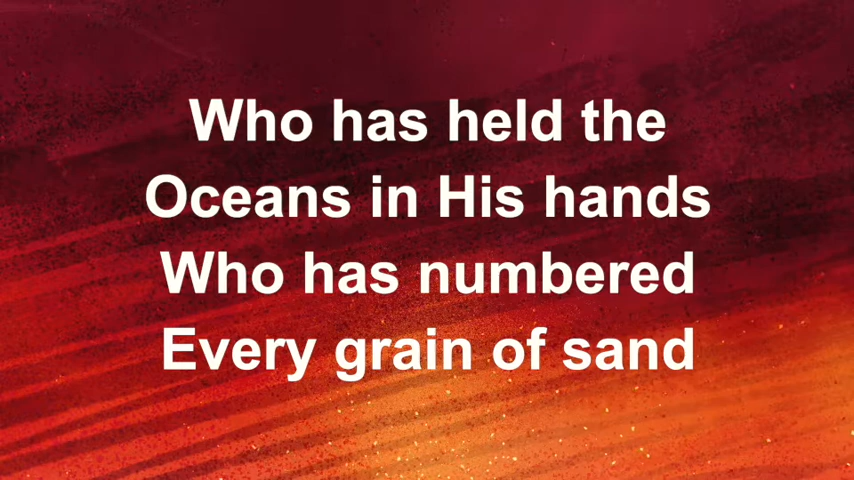 Who has held the
Oceans in His hands
Who has numbered
Every grain of sand